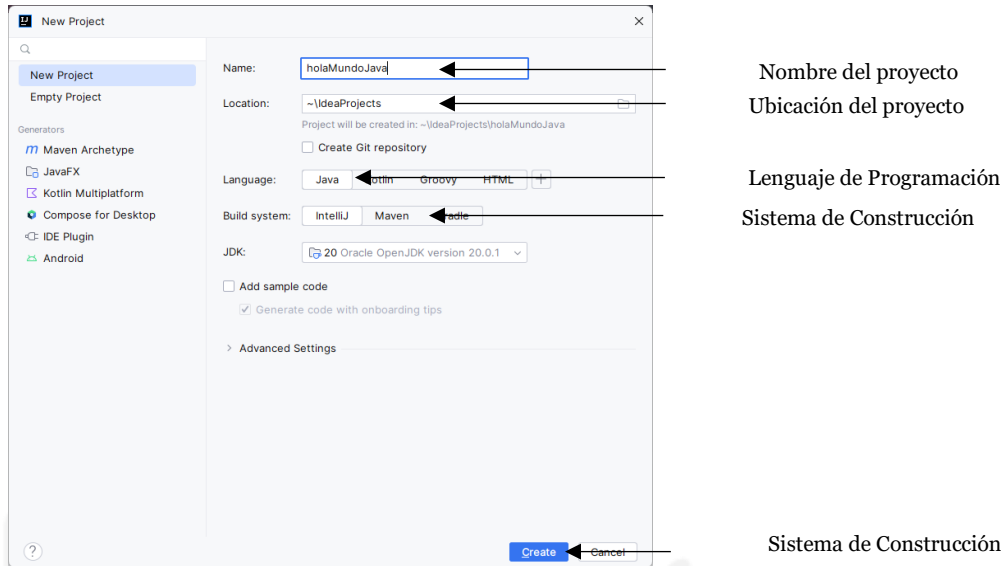 New Project
New Project
Empty Project
Generators
Maven Archetype
JavaFX
Kotlin Multiplatform
Compose for Desktop
IDE Plugin
Android
Name: holaMundoJava
Location: ~\IdeaProjects
Project will be created in: ~\IdeaProjects\holaMundoJava
Create Git repository
Language: Java Kotlin Groovy HTML +
Build system: IntelliJ Maven Gradle
JDK: 20 Oracle OpenJDK version 20.0.1
Add sample code
Generate code with onboarding tips
Advanced Settings
? Create Cancel
Nombre del proyecto
Ubicación del proyecto
Lenguaje de Programación
Sistema de Construcción
Sistema de Construcción